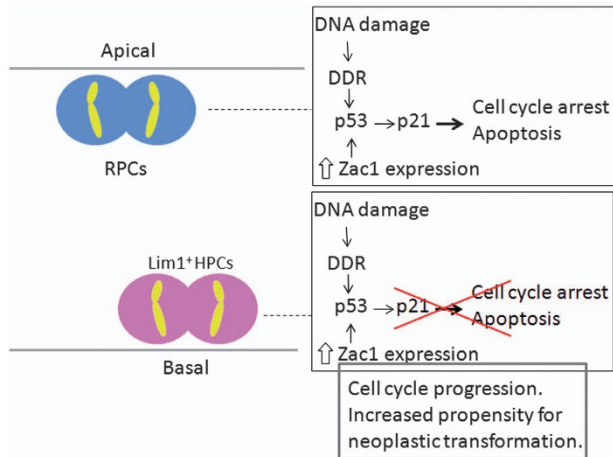 Apical
RPCs
DNA damage
DDR
p53 → p21 → Cell cycle arrest
Apoptosis
⇧ Zac1 expression
Lim1⁺HPCs
Basal
DNA damage
DDR
p53 → p21 → Cell cycle arrest
Apoptosis
⇧ Zac1 expression
Cell cycle progression.
Increased propensity for
neoplastic transformation.